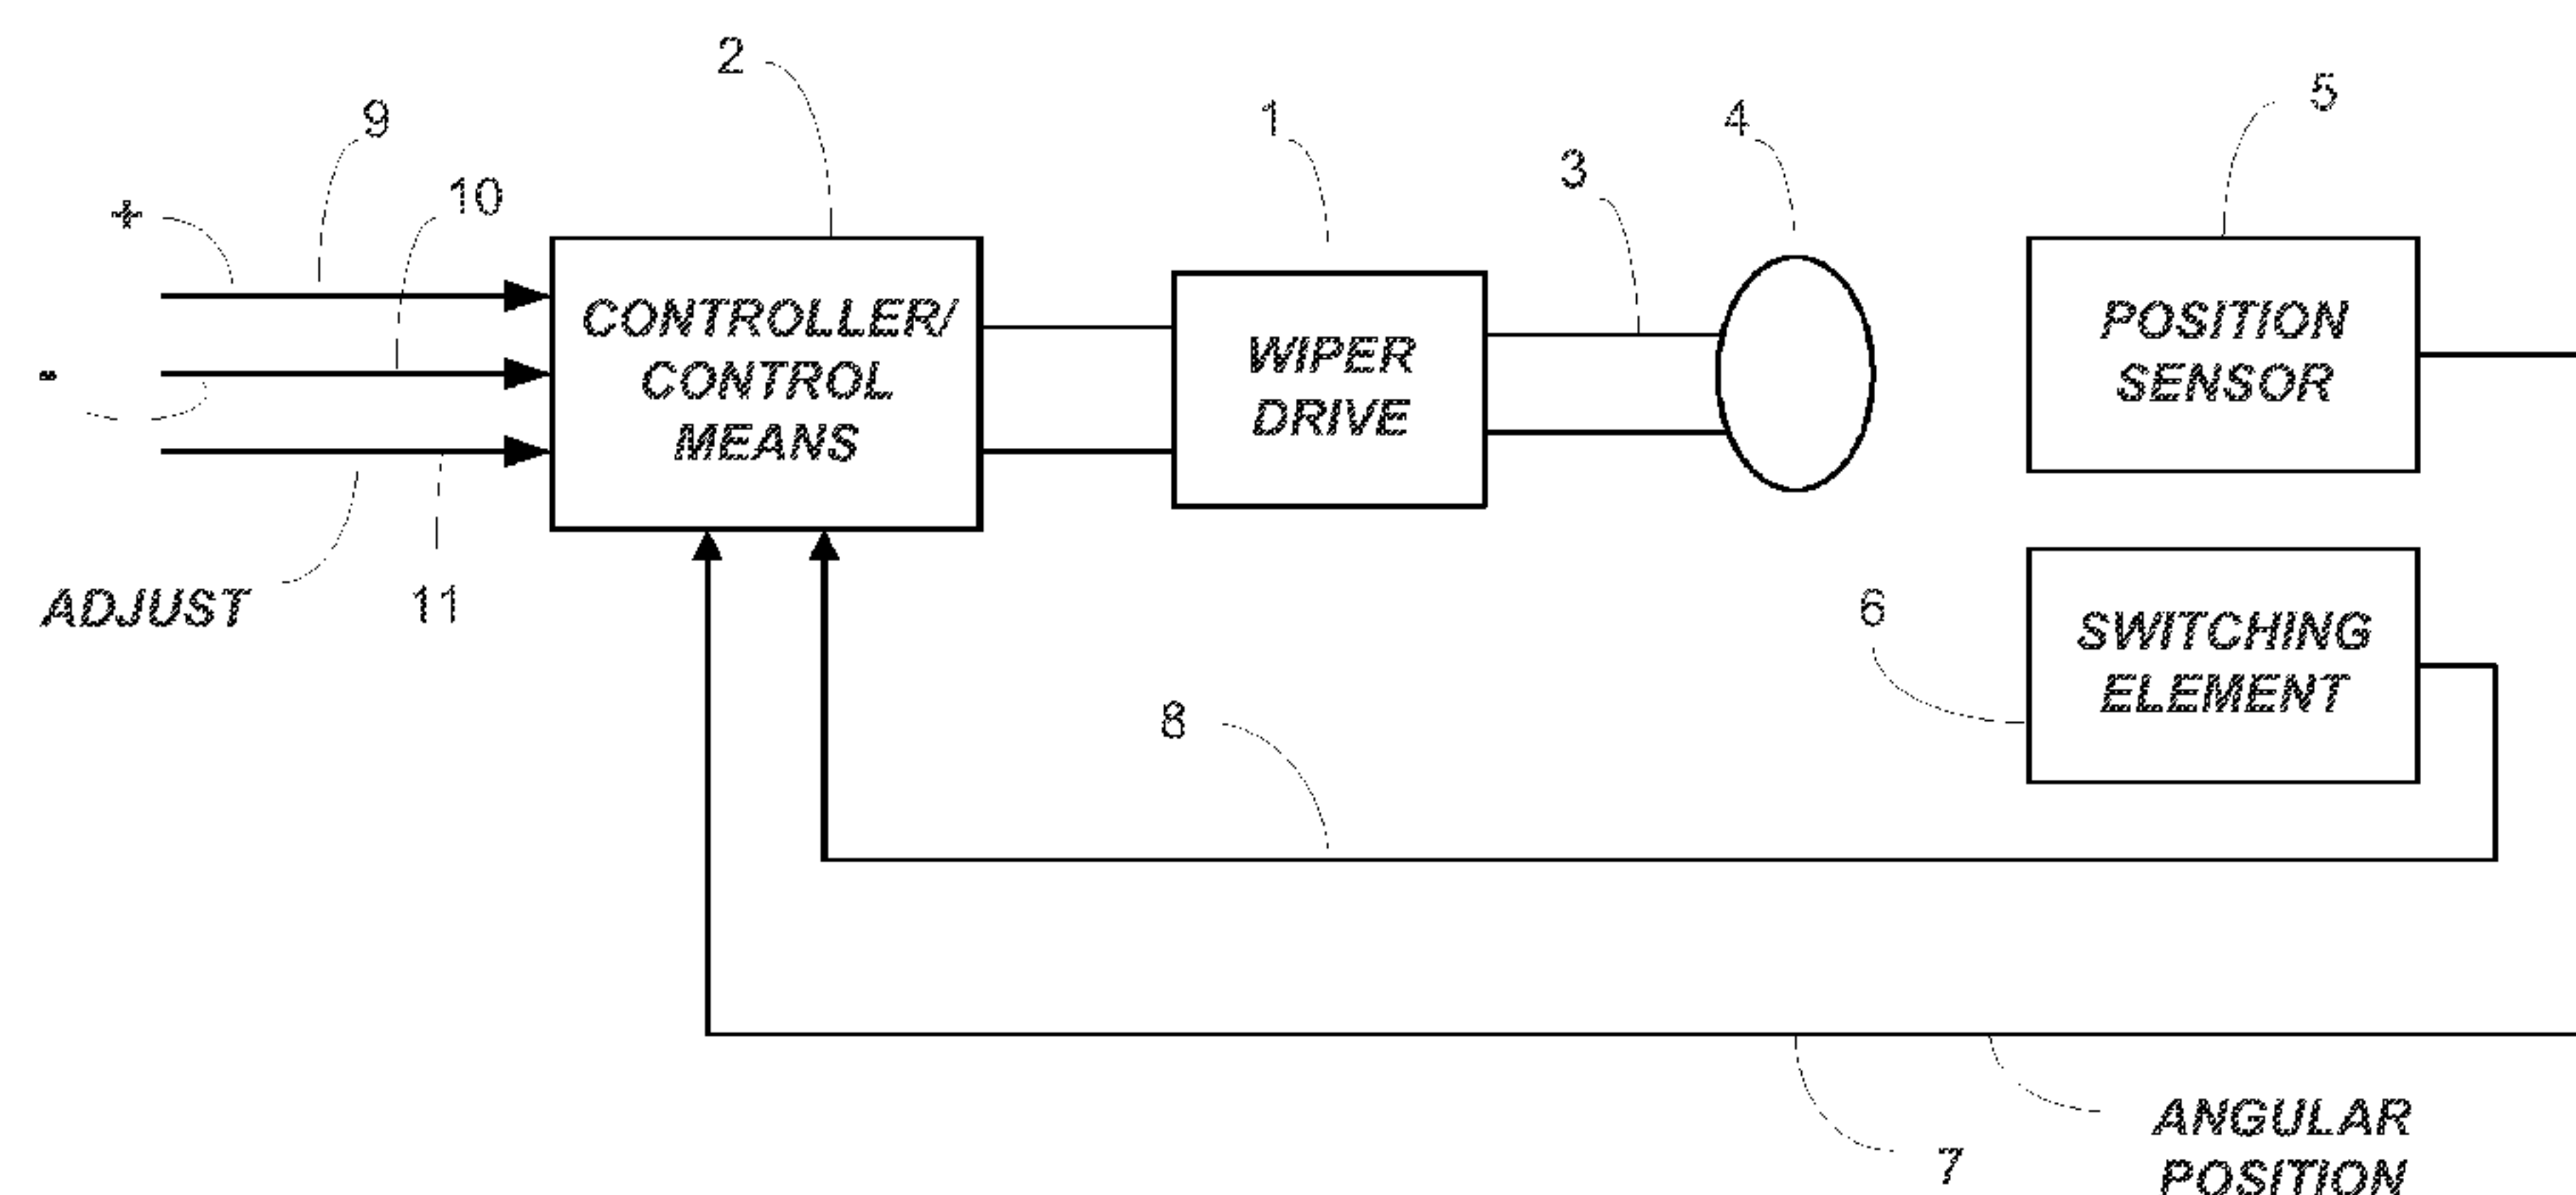 2
9
1
4
5
3
10
+
CONTROLLER/
CONTROL
MEANS
WIPER
DRIVE
POSITION
SENSOR
-
ADJUST
11
6
SWITCHING
ELEMENT
8
7
ANGULAR
POSITION